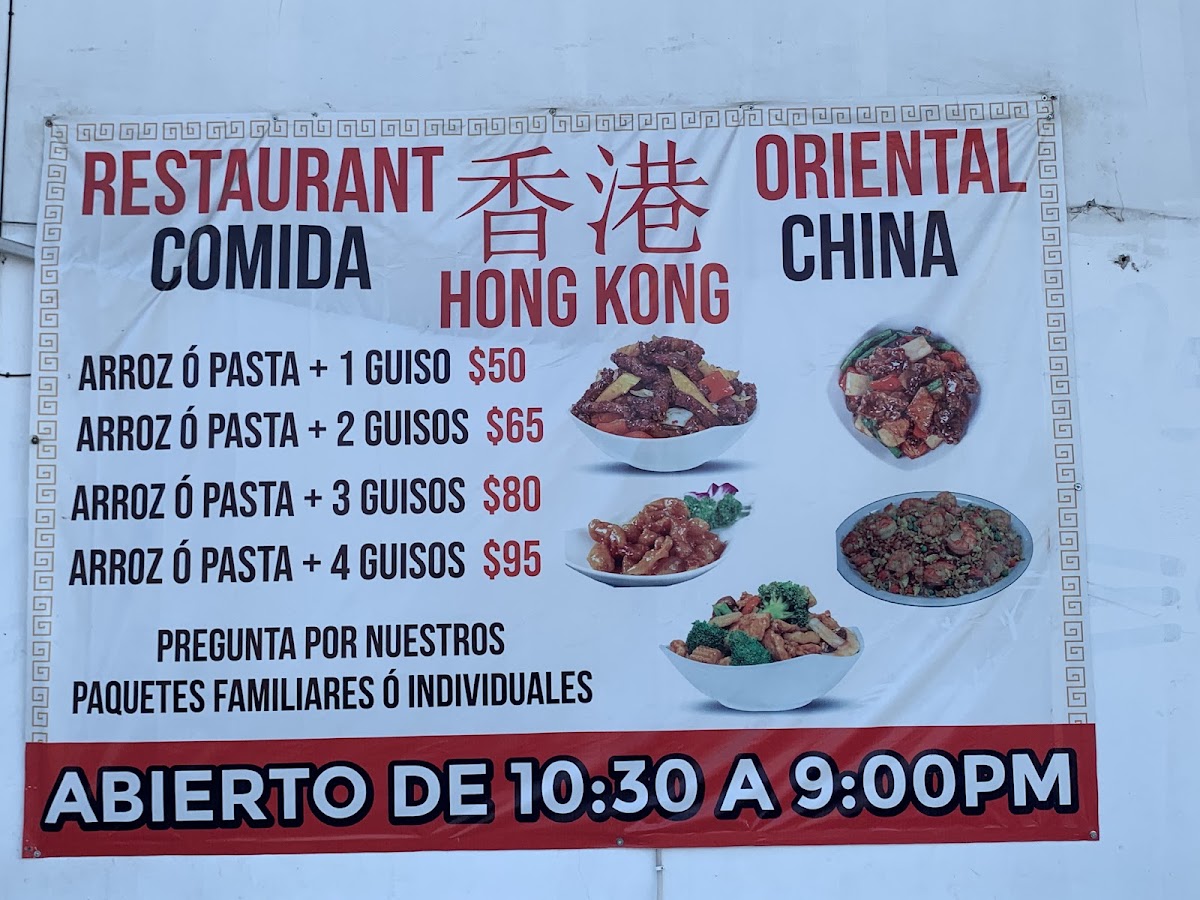 RESTAURANT 香港 ORIENTAL
COMIDA HONG KONG CHINA
ARROZ Ó PASTA + 1 GUISO $50
ARROZ Ó PASTA + 2 GUISOS $65
ARROZ Ó PASTA + 3 GUISOS $80
ARROZ Ó PASTA + 4 GUISOS $95
PREGUNTA POR NUESTROS
PAQUETES FAMILIARES Ó INDIVIDUALES
ABIERTO DE 10:30 A 9:00PM